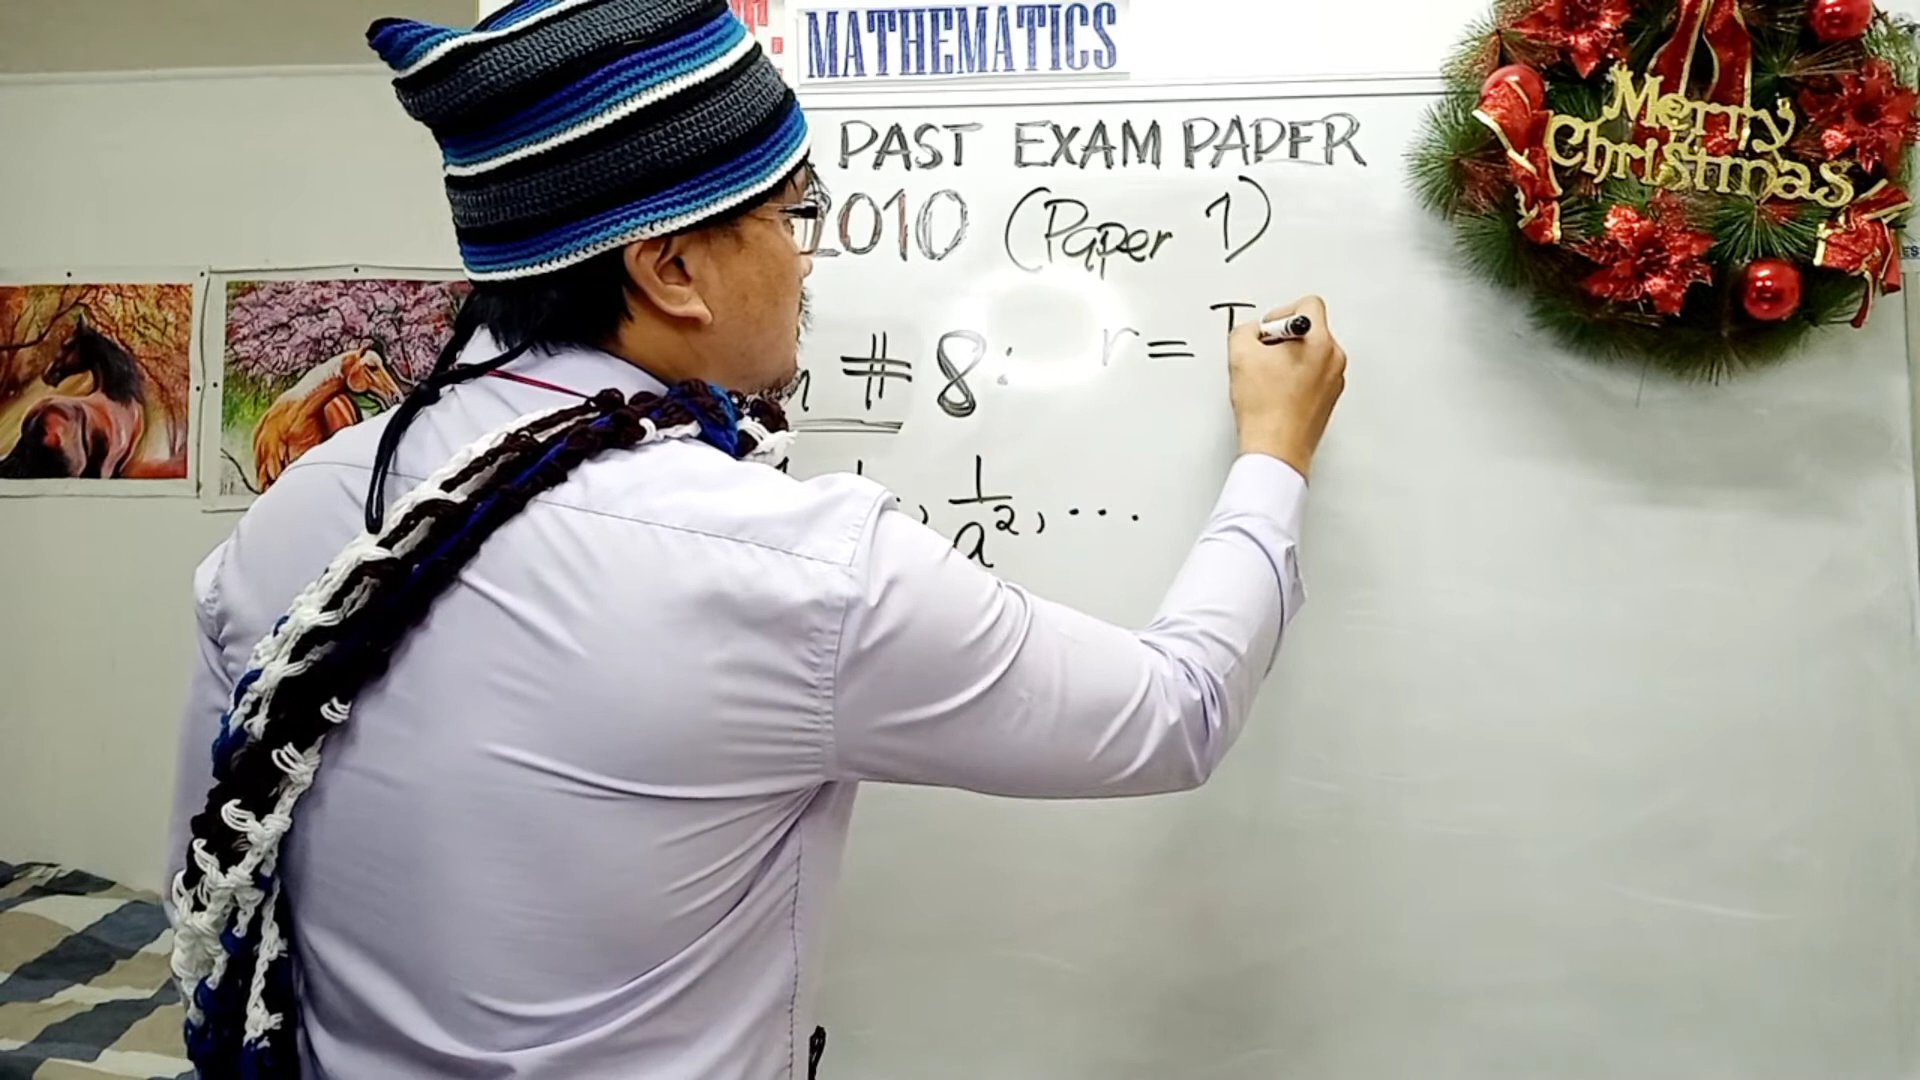 MATHEMATICS
Merry
Christmas
PAST EXAM PAPER
2010 (Paper 1)
# 8: r = T
, 1/a², ...